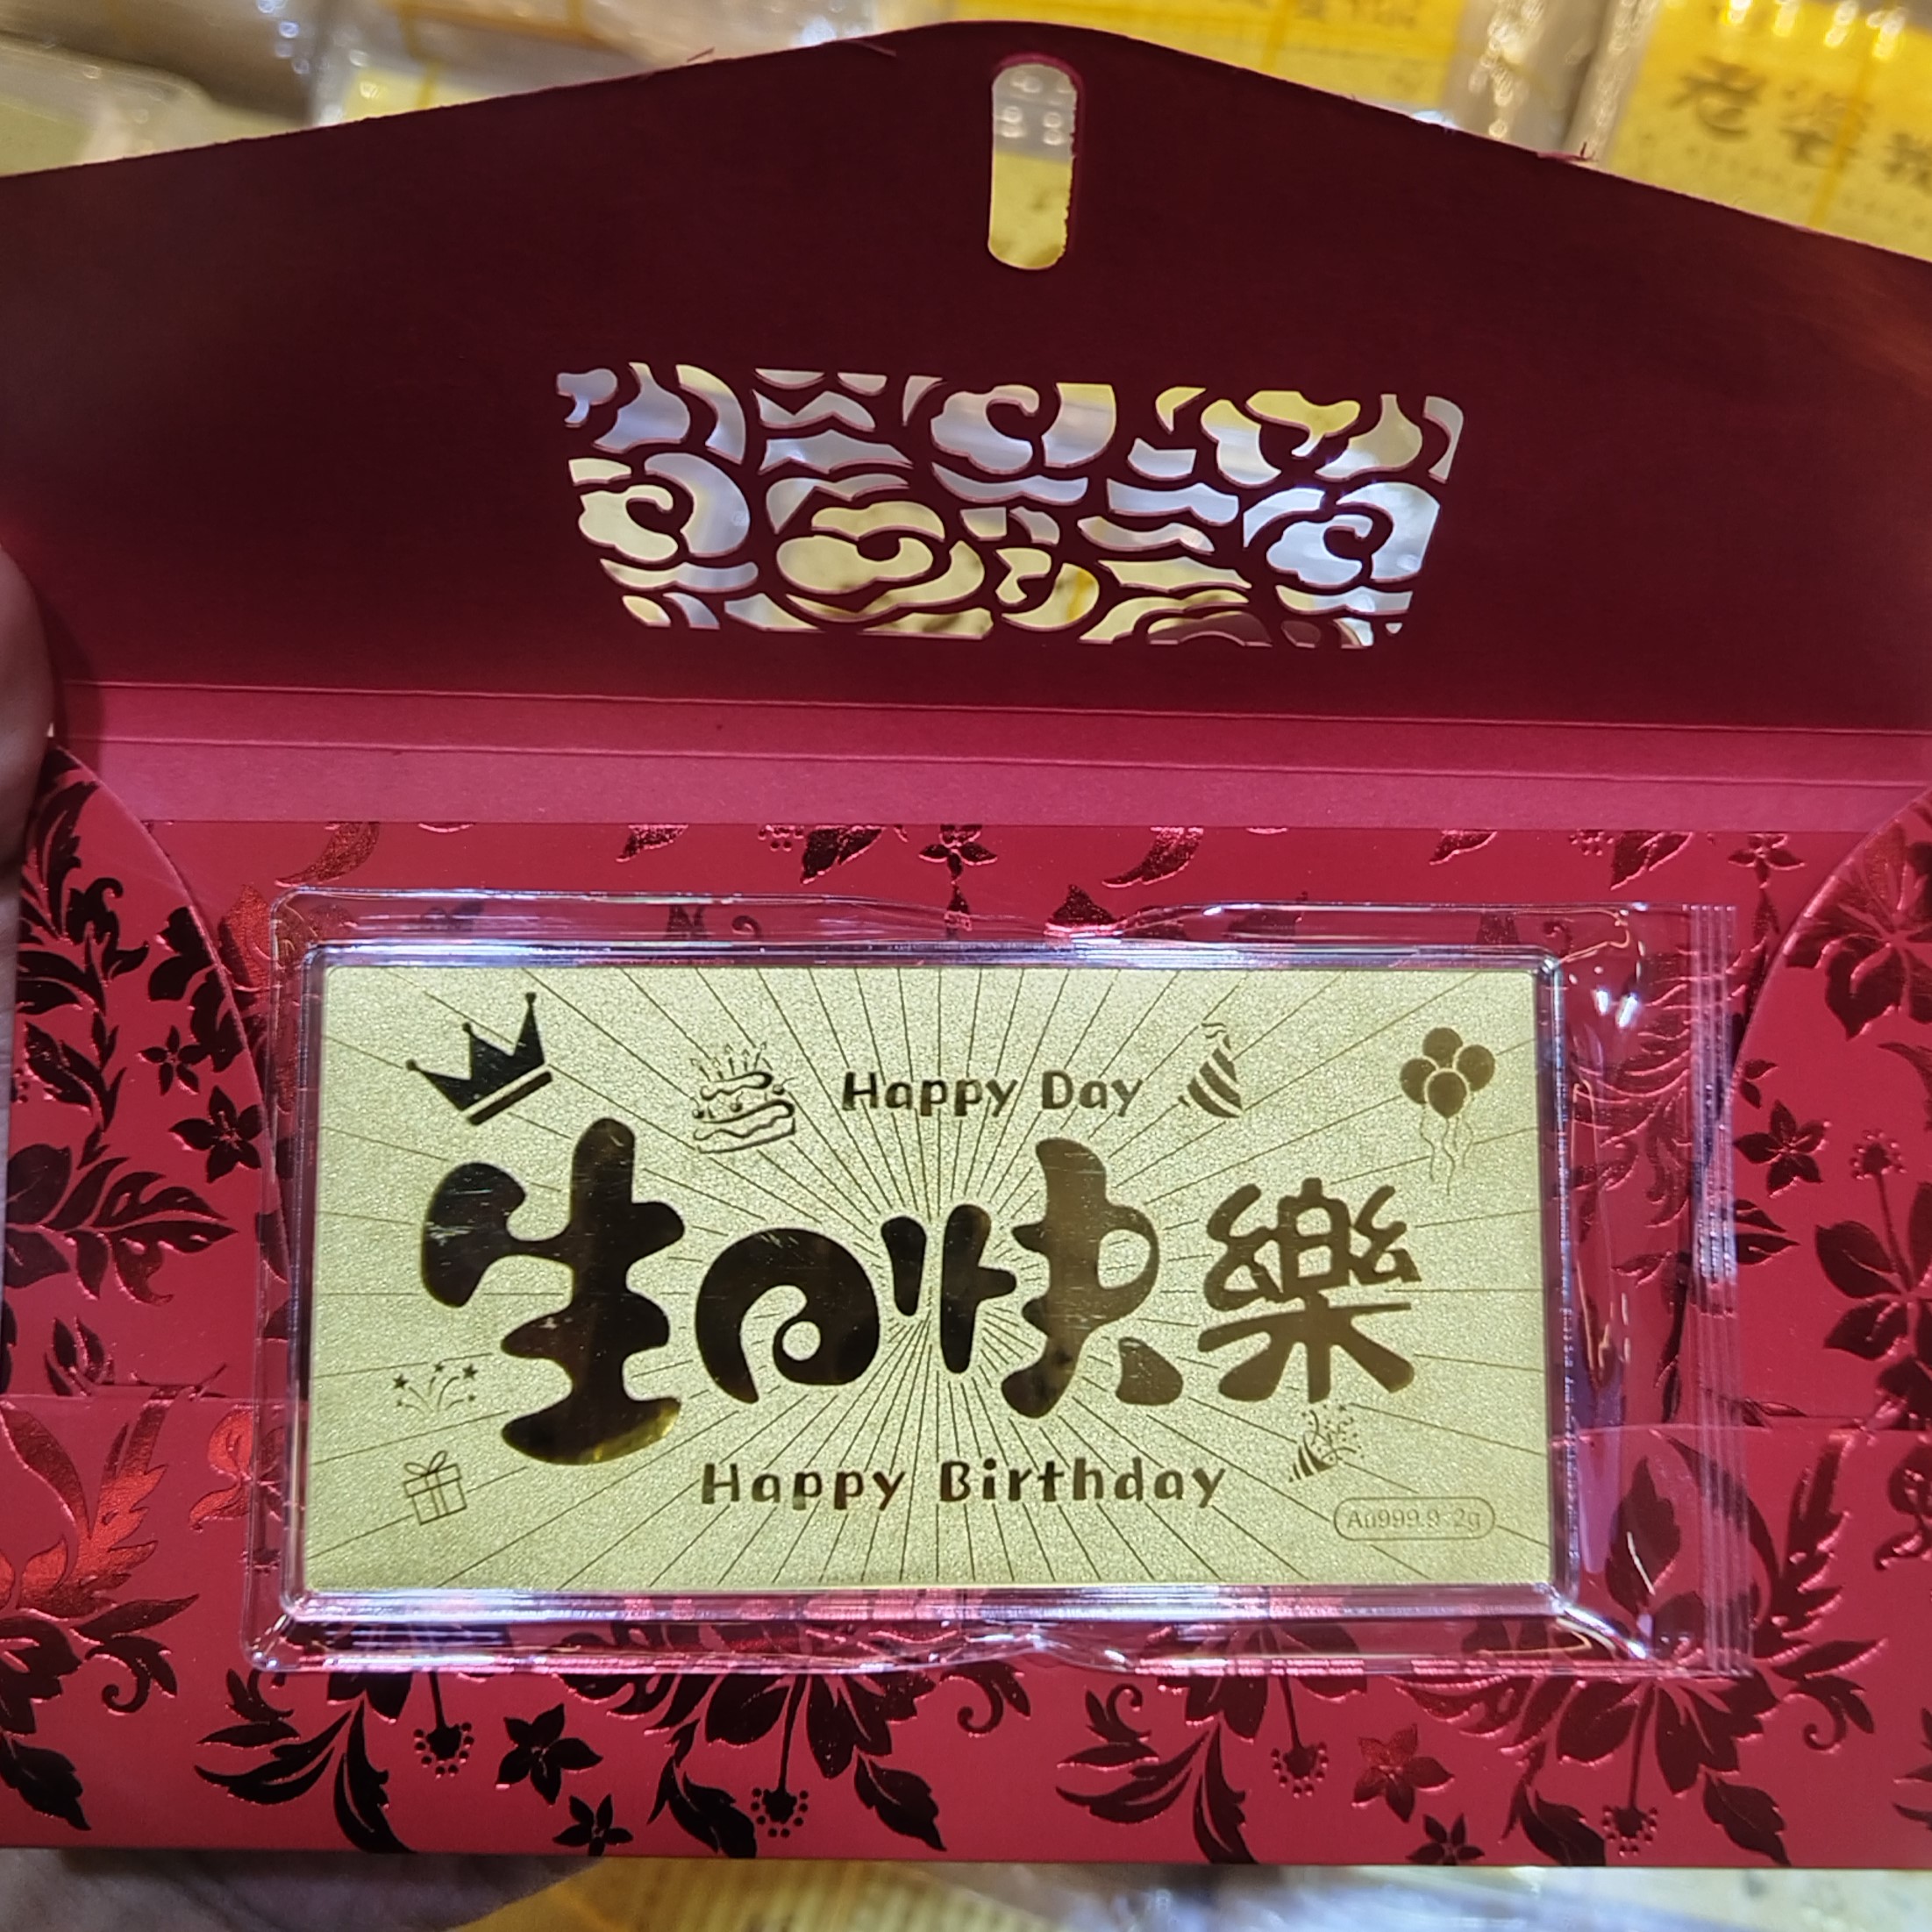 Happy Day
生日快樂
Happy Birthday
Au999.9 2g